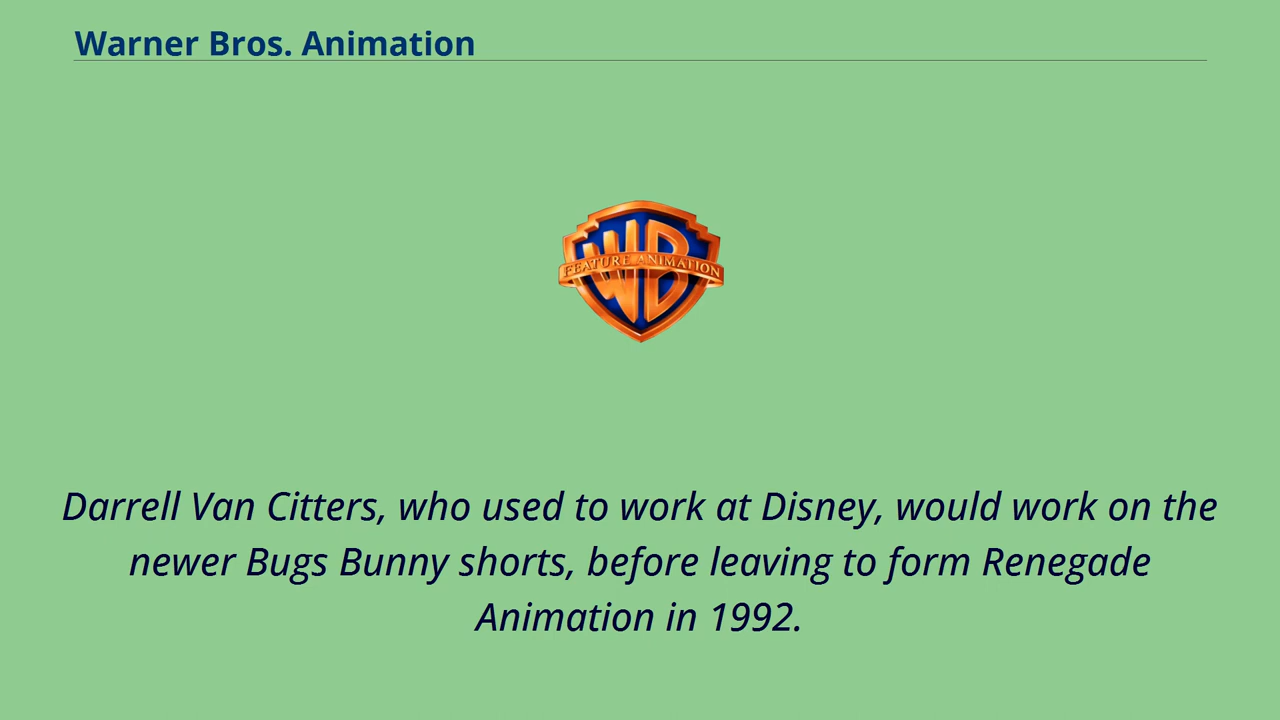 Warner Bros. Animation
WB
FEATURE ANIMATION
Darrell Van Citters, who used to work at Disney, would work on the
newer Bugs Bunny shorts, before leaving to form Renegade
Animation in 1992.